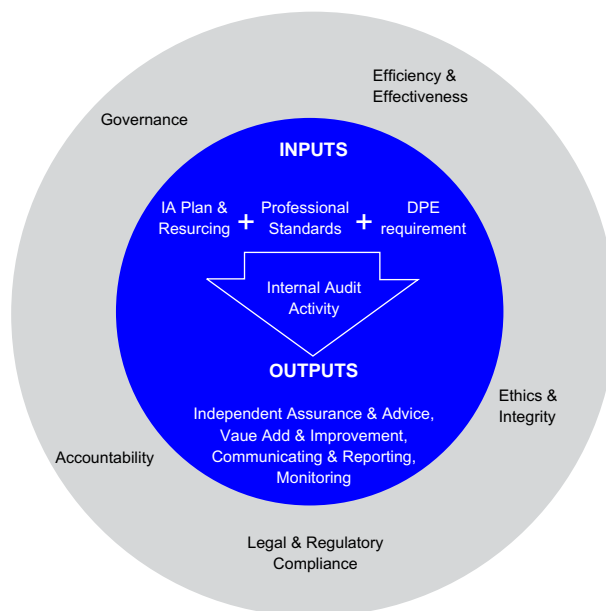 Efficiency &
Effectiveness
Governance
INPUTS
IA Plan &
Resurcing
+
Professional
Standards
+
DPE
requirement
Internal Audit
Activity
OUTPUTS
Independent Assurance & Advice,
Vaue Add & Improvement,
Communicating & Reporting,
Monitoring
Ethics &
Integrity
Accountability
Legal & Regulatory
Compliance